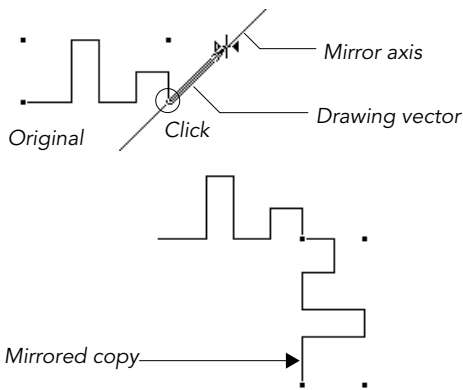 Mirror axis
Drawing vector
Click
Original
Mirrored copy